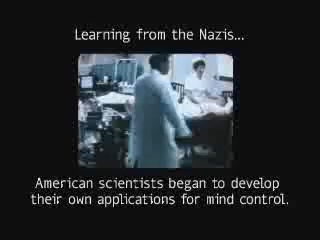 Learning from the Nazis...
American scientists began to develop
their own applications for mind control.